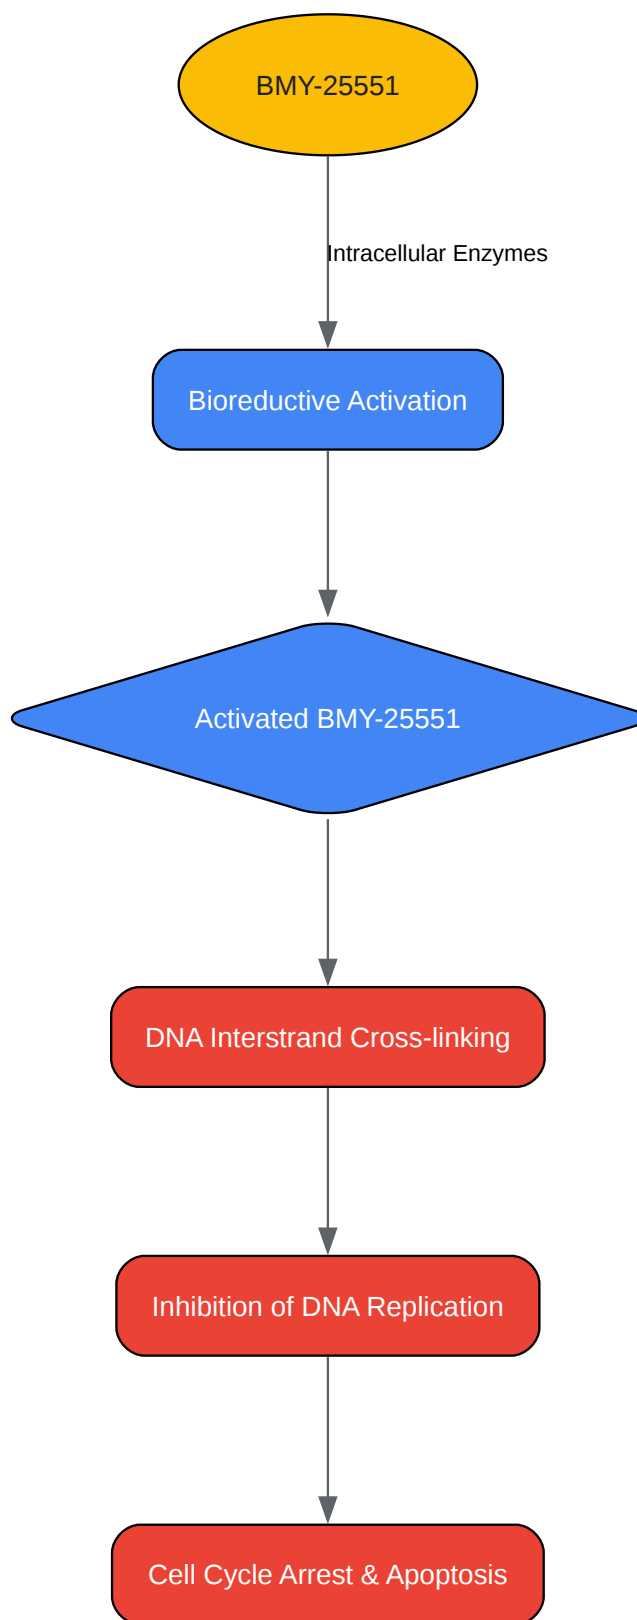 BMY-25551
Intracellular Enzymes
Bioreductive Activation
Activated BMY-25551
DNA Interstrand Cross-linking
Inhibition of DNA Replication
Cell Cycle Arrest & Apoptosis